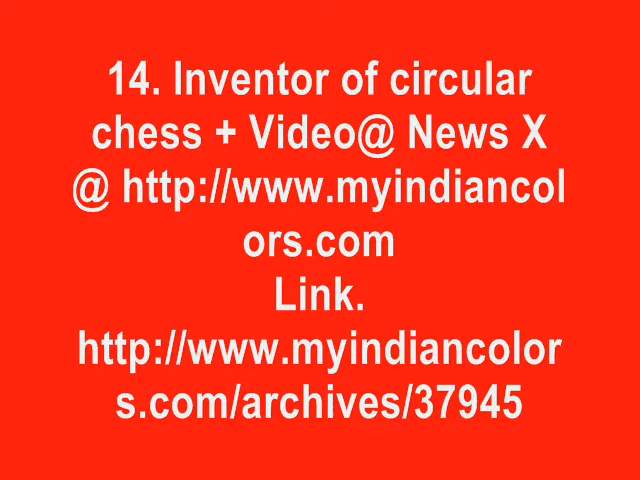 14. Inventor of circular
chess + Video@ News X
@ http://www.myindiancol
ors.com
Link.
http://www.myindiancolor
s.com/archives/37945